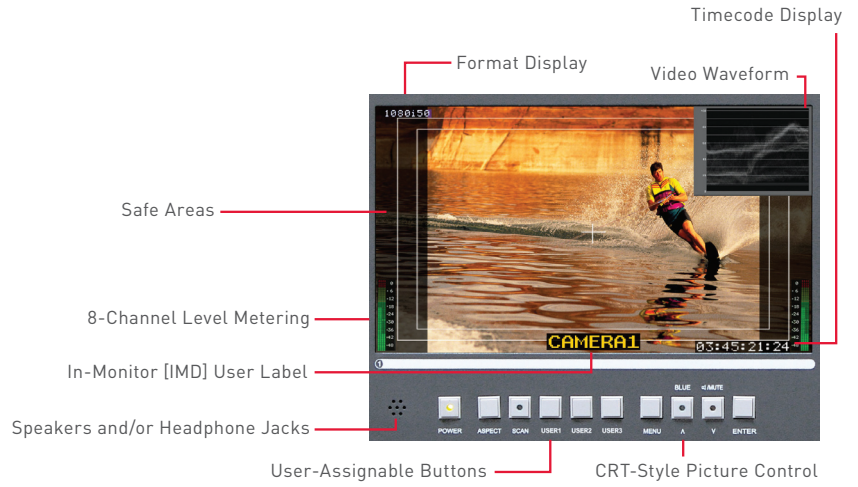 Timecode Display
Format Display
Video Waveform
1080i50
Safe Areas
8-Channel Level Metering
CAMERA1
03:45:21:24
In-Monitor [IMD] User Label
1
BLUE
/MUTE
Speakers and/or Headphone Jacks
POWER
ASPECT
SCAN
USER1
USER2
USER3
MENU
ENTER
User-Assignable Buttons
CRT-Style Picture Control